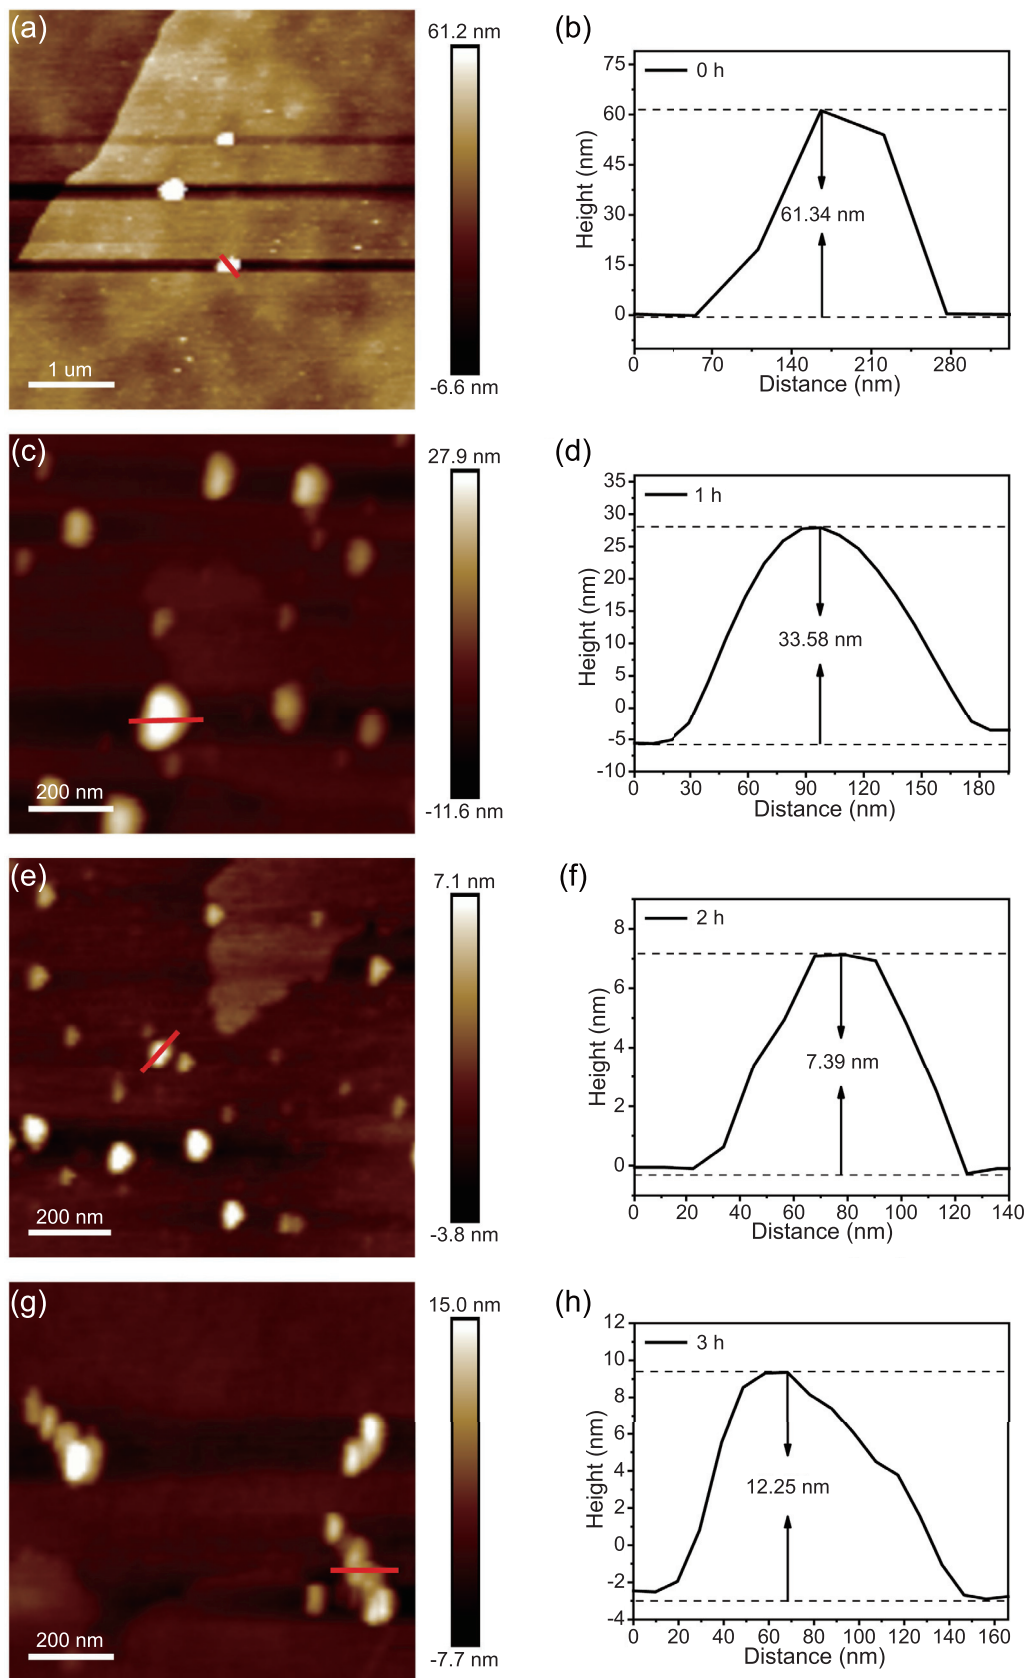 (a)
61.2 nm
-6.6 nm
1 um
(b)
0 h
75
60
45
30
15
0
Height (nm)
61.34 nm
0 70 140 210 280
Distance (nm)
(c)
27.9 nm
-11.6 nm
200 nm
(d)
1 h
35
30
25
20
15
10
5
0
-5
-10
Height (nm)
33.58 nm
0 30 60 90 120 150 180
Distance (nm)
(e)
7.1 nm
-3.8 nm
200 nm
(f)
2 h
8
6
4
2
0
Height (nm)
7.39 nm
0 20 40 60 80 100 120 140
Distance (nm)
(g)
15.0 nm
-7.7 nm
200 nm
(h)
3 h
12
10
8
6
4
2
0
-2
-4
Height (nm)
12.25 nm
0 20 40 60 80 100 120 140 160
Distance (nm)